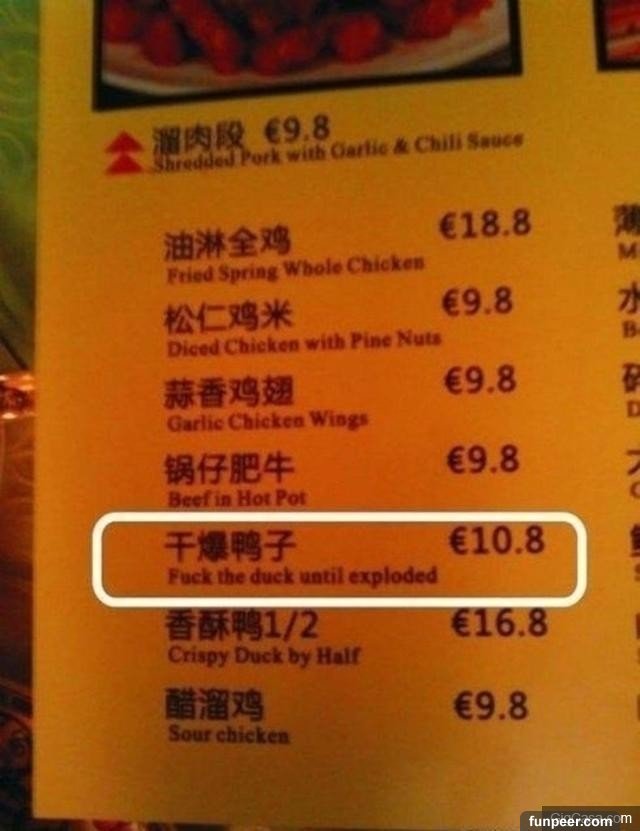 溜肉段 €9.8
Shredded Pork with Garlic & Chili Sauce
油淋全鸡 €18.8
Fried Spring Whole Chicken
松仁鸡米 €9.8
Diced Chicken with Pine Nuts
蒜香鸡翅 €9.8
Garlic Chicken Wings
锅仔肥牛 €9.8
Beef in Hot Pot
干爆鸭子 €10.8
Fuck the duck until exploded
香酥鸭1/2 €16.8
Crispy Duck by Half
醋溜鸡 €9.8
Sour chicken
薄
M
水
B
D
funpeer.com